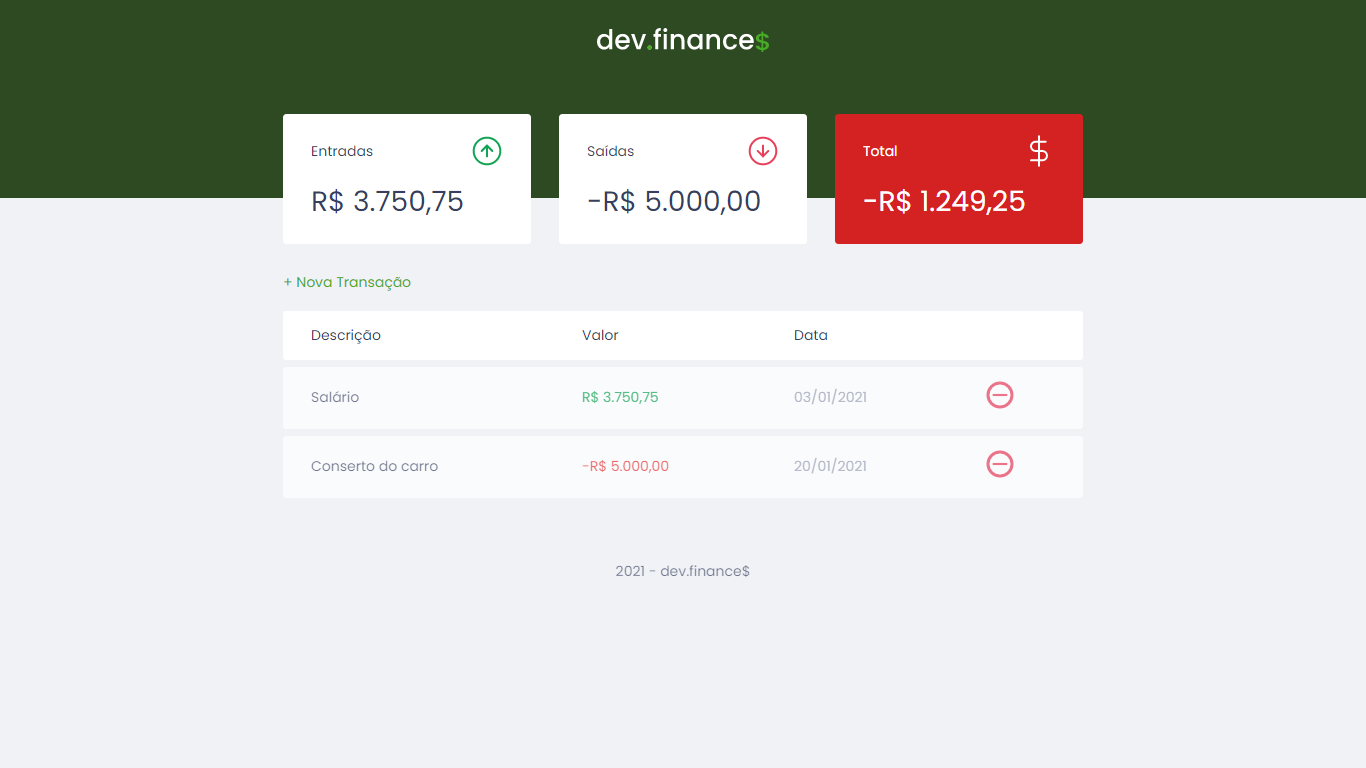 dev.finance$
Entradas
R$ 3.750,75
Saídas
-R$ 5.000,00
Total
$
-R$ 1.249,25
+ Nova Transação
Descrição Valor Data
Salário R$ 3.750,75 03/01/2021
Conserto do carro -R$ 5.000,00 20/01/2021
2021 - dev.finance$